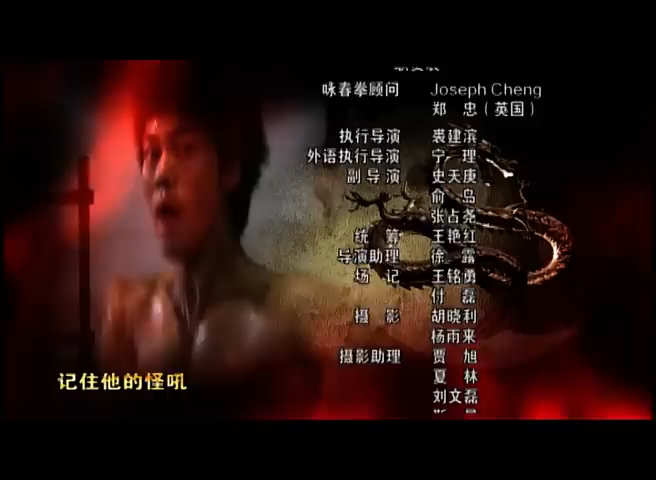 咏春拳顾问 Joseph Cheng
郑 忠（英国）
执行导演 裘建滨
外语执行导演 宁 理
副导演 史天庚
俞 岛
张占尧
统 筹 王艳红
导演助理 徐 露
场 记 王铭勇
付 磊
摄 影 胡晓利
杨雨来
摄影助理 贾 旭
夏 林
刘文磊
记住他的怪吼